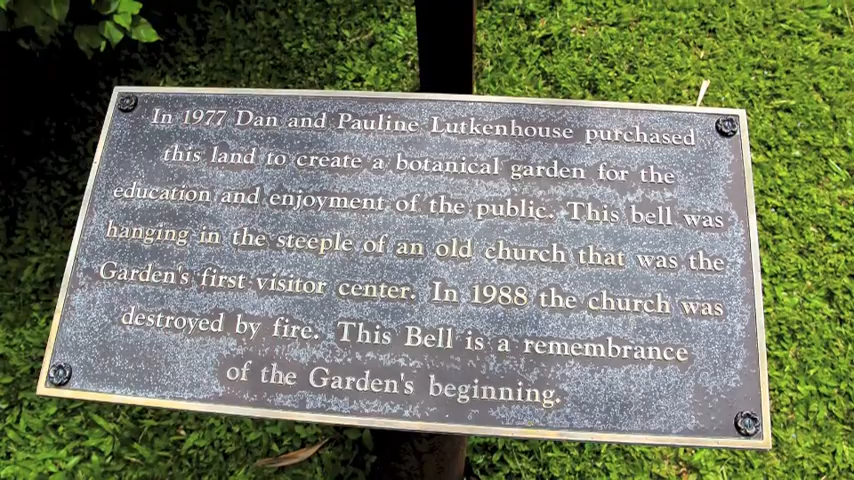 In 1977 Dan and Pauline Lutkenhouse purchased
this land to create a botanical garden for the
education and enjoyment of the public. This bell was
hanging in the steeple of an old church that was the
Garden's first visitor center. In 1988 the church was
destroyed by fire. This Bell is a remembrance
of the Garden's beginning.